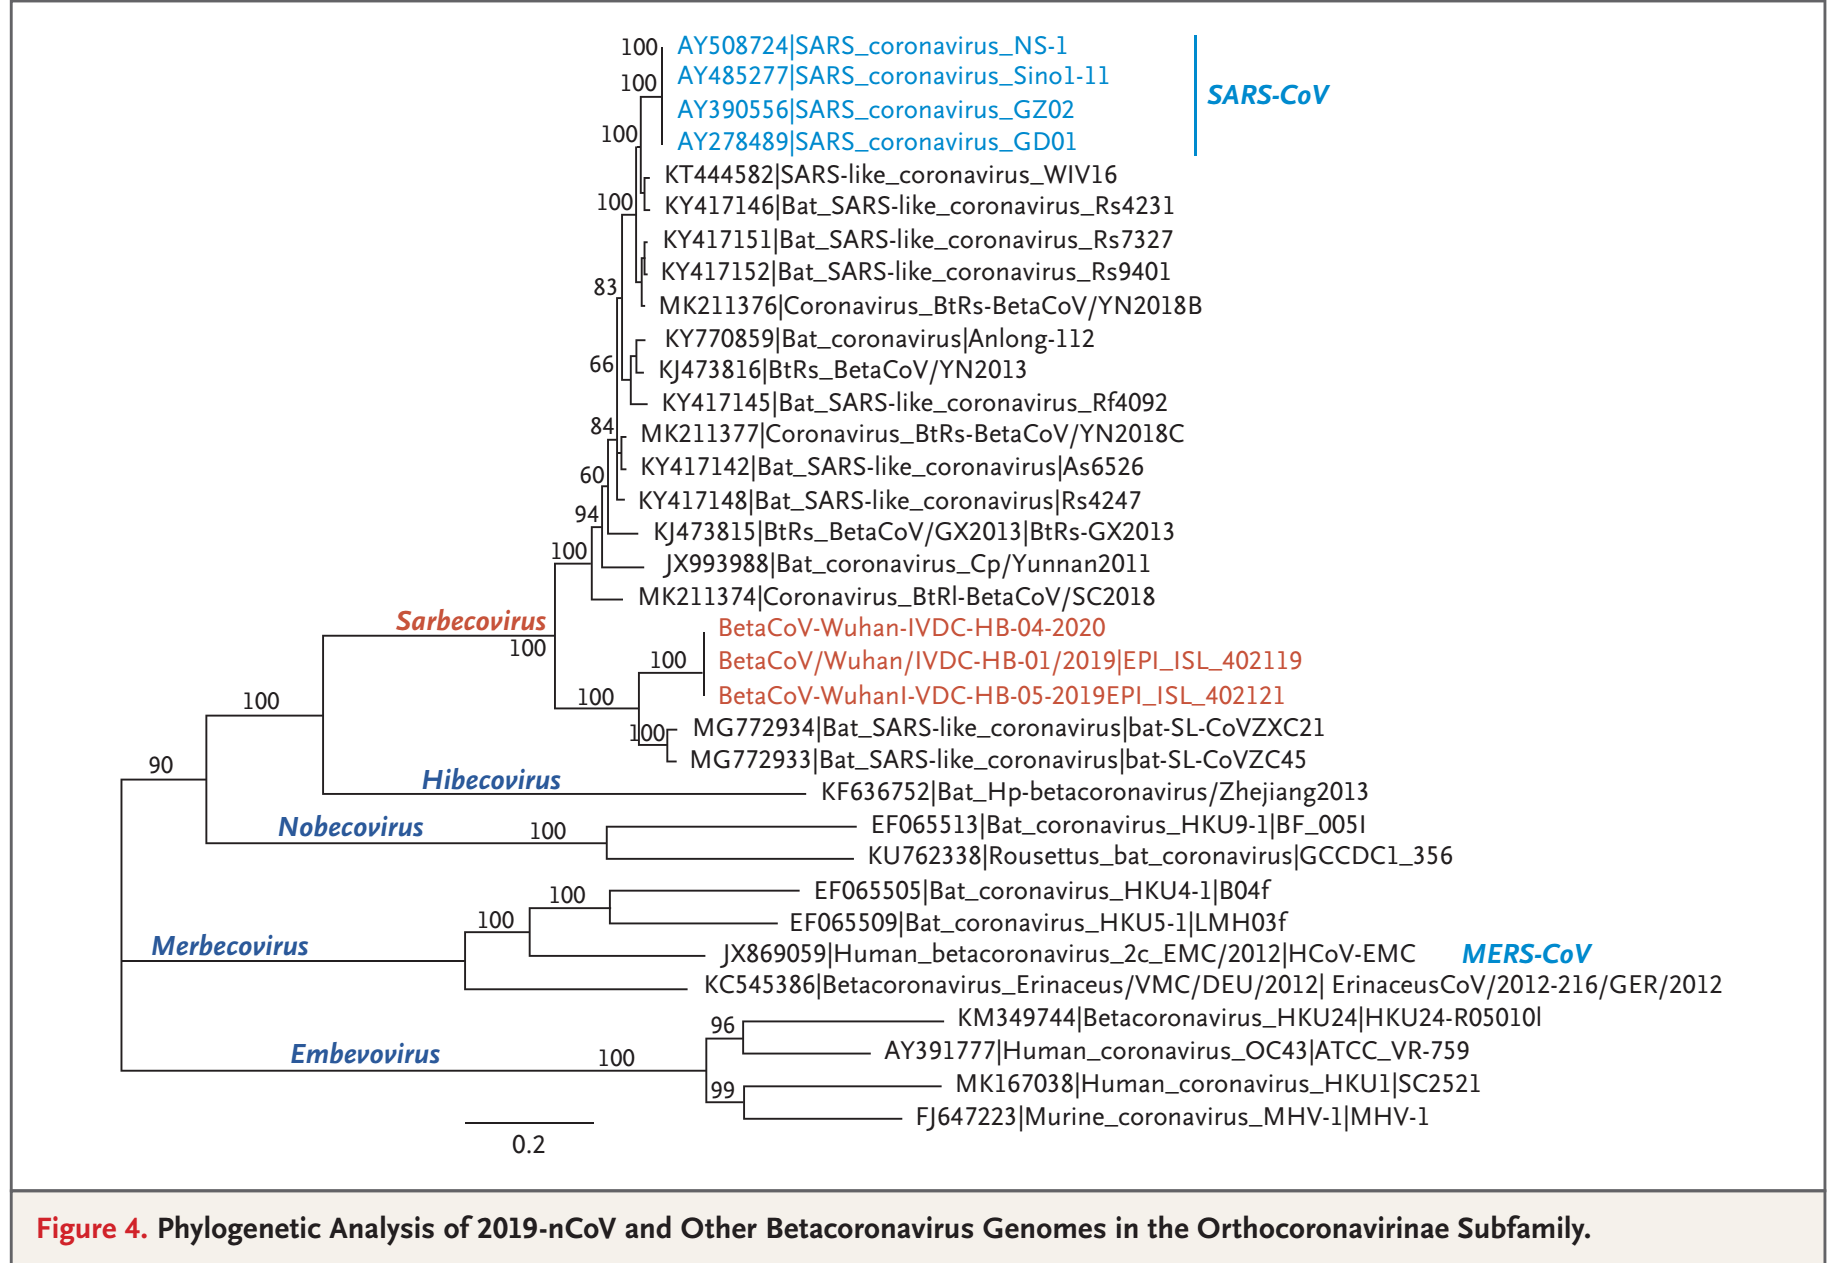 100 AY508724|SARS_coronavirus_NS-1
AY485277|SARS_coronavirus_Sino1-11
100
SARS-CoV
AY390556|SARS_coronavirus_GZ02
100 AY278489|SARS_coronavirus_GD01
KT444582|SARS-like_coronavirus_WIV16
100 KY417146|Bat_SARS-like_coronavirus_Rs4231
KY417151|Bat_SARS-like_coronavirus_Rs7327
KY417152|Bat_SARS-like_coronavirus_Rs9401
83
MK211376|Coronavirus_BtRs-BetaCoV/YN2018B
KY770859|Bat_coronavirus|Anlong-112
66 KJ473816|BtRs_BetaCoV/YN2013
KY417145|Bat_SARS-like_coronavirus_Rf4092
84 MK211377|Coronavirus_BtRs-BetaCoV/YN2018C
KY417142|Bat_SARS-like_coronavirus|As6526
60
KY417148|Bat_SARS-like_coronavirus|Rs4247
94
KJ473815|BtRs_BetaCoV/GX2013|BtRs-GX2013
100
JX993988|Bat_coronavirus_Cp/Yunnan2011
MK211374|Coronavirus_BtRl-BetaCoV/SC2018
Sarbecovirus
BetaCoV-Wuhan-IVDC-HB-04-2020
100
100 BetaCoV/Wuhan/IVDC-HB-01/2019|EPI_ISL_402119
100
BetaCoV-WuhanI-VDC-HB-05-2019EPI_ISL_402121
100
100 MG772934|Bat_SARS-like_coronavirus|bat-SL-CoVZXC21
MG772933|Bat_SARS-like_coronavirus|bat-SL-CoVZC45
90
Hibecovirus
KF636752|Bat_Hp-betacoronavirus/Zhejiang2013
Nobecovirus
100
EF065513|Bat_coronavirus_HKU9-1|BF_005I
KU762338|Rousettus_bat_coronavirus|GCCDC1_356
100
EF065505|Bat_coronavirus_HKU4-1|B04f
100
EF065509|Bat_coronavirus_HKU5-1|LMH03f
Merbecovirus
JX869059|Human_betacoronavirus_2c_EMC/2012|HCoV-EMC MERS-CoV
KC545386|Betacoronavirus_Erinaceus/VMC/DEU/2012| ErinaceusCoV/2012-216/GER/2012
96
KM349744|Betacoronavirus_HKU24|HKU24-R05010l
Embevovirus
100
AY391777|Human_coronavirus_OC43|ATCC_VR-759
99
MK167038|Human_coronavirus_HKU1|SC2521
FJ647223|Murine_coronavirus_MHV-1|MHV-1
0.2
Figure 4. Phylogenetic Analysis of 2019-nCoV and Other Betacoronavirus Genomes in the Orthocoronavirinae Subfamily.